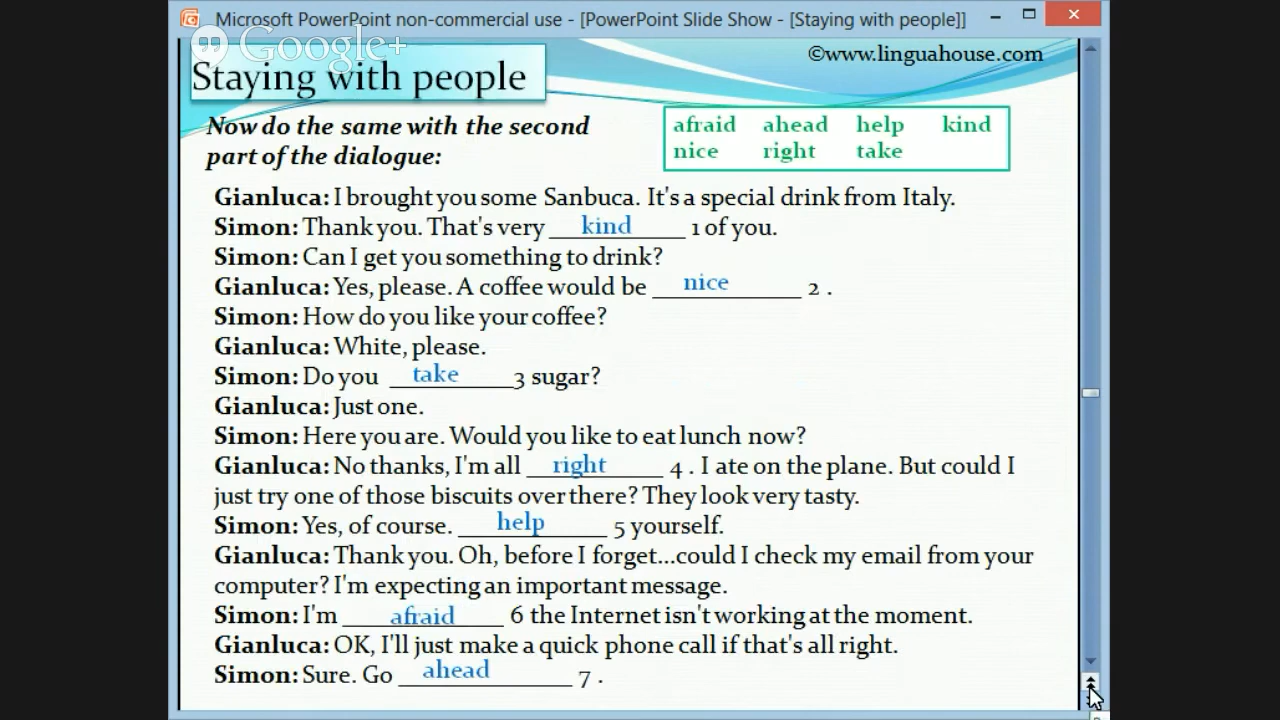 Microsoft PowerPoint non-commercial use - [PowerPoint Slide Show - [Staying with people]]
Google+
©www.linguahouse.com
Staying with people
Now do the same with the second
part of the dialogue:
afraid ahead help kind
nice right take
Gianluca: I brought you some Sanbuca. It's a special drink from Italy.
Simon: Thank you. That's very kind 1 of you.
Simon: Can I get you something to drink?
Gianluca: Yes, please. A coffee would be nice 2 .
Simon: How do you like your coffee?
Gianluca: White, please.
Simon: Do you take 3 sugar?
Gianluca: Just one.
Simon: Here you are. Would you like to eat lunch now?
Gianluca: No thanks, I'm all right 4 . I ate on the plane. But could I
just try one of those biscuits over there? They look very tasty.
Simon: Yes, of course. help 5 yourself.
Gianluca: Thank you. Oh, before I forget...could I check my email from your
computer? I'm expecting an important message.
Simon: I'm afraid 6 the Internet isn't working at the moment.
Gianluca: OK, I'll just make a quick phone call if that's all right.
Simon: Sure. Go ahead 7 .